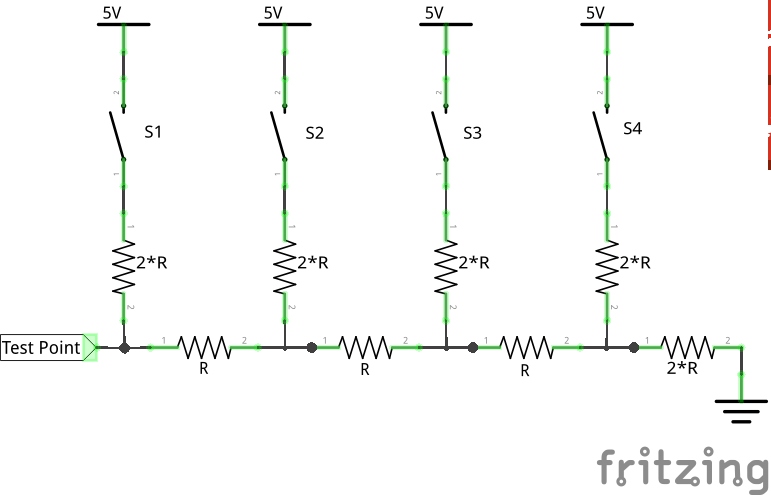 5V 5V 5V 5V
2 2 2 2
S1 S2 S3 S4
1 1 1 1
1 1 1 1
2*R 2*R 2*R 2*R
2 2 2 2
Test Point 1 2 1 2 1 2 1 2
R R R 2*R
fritzing